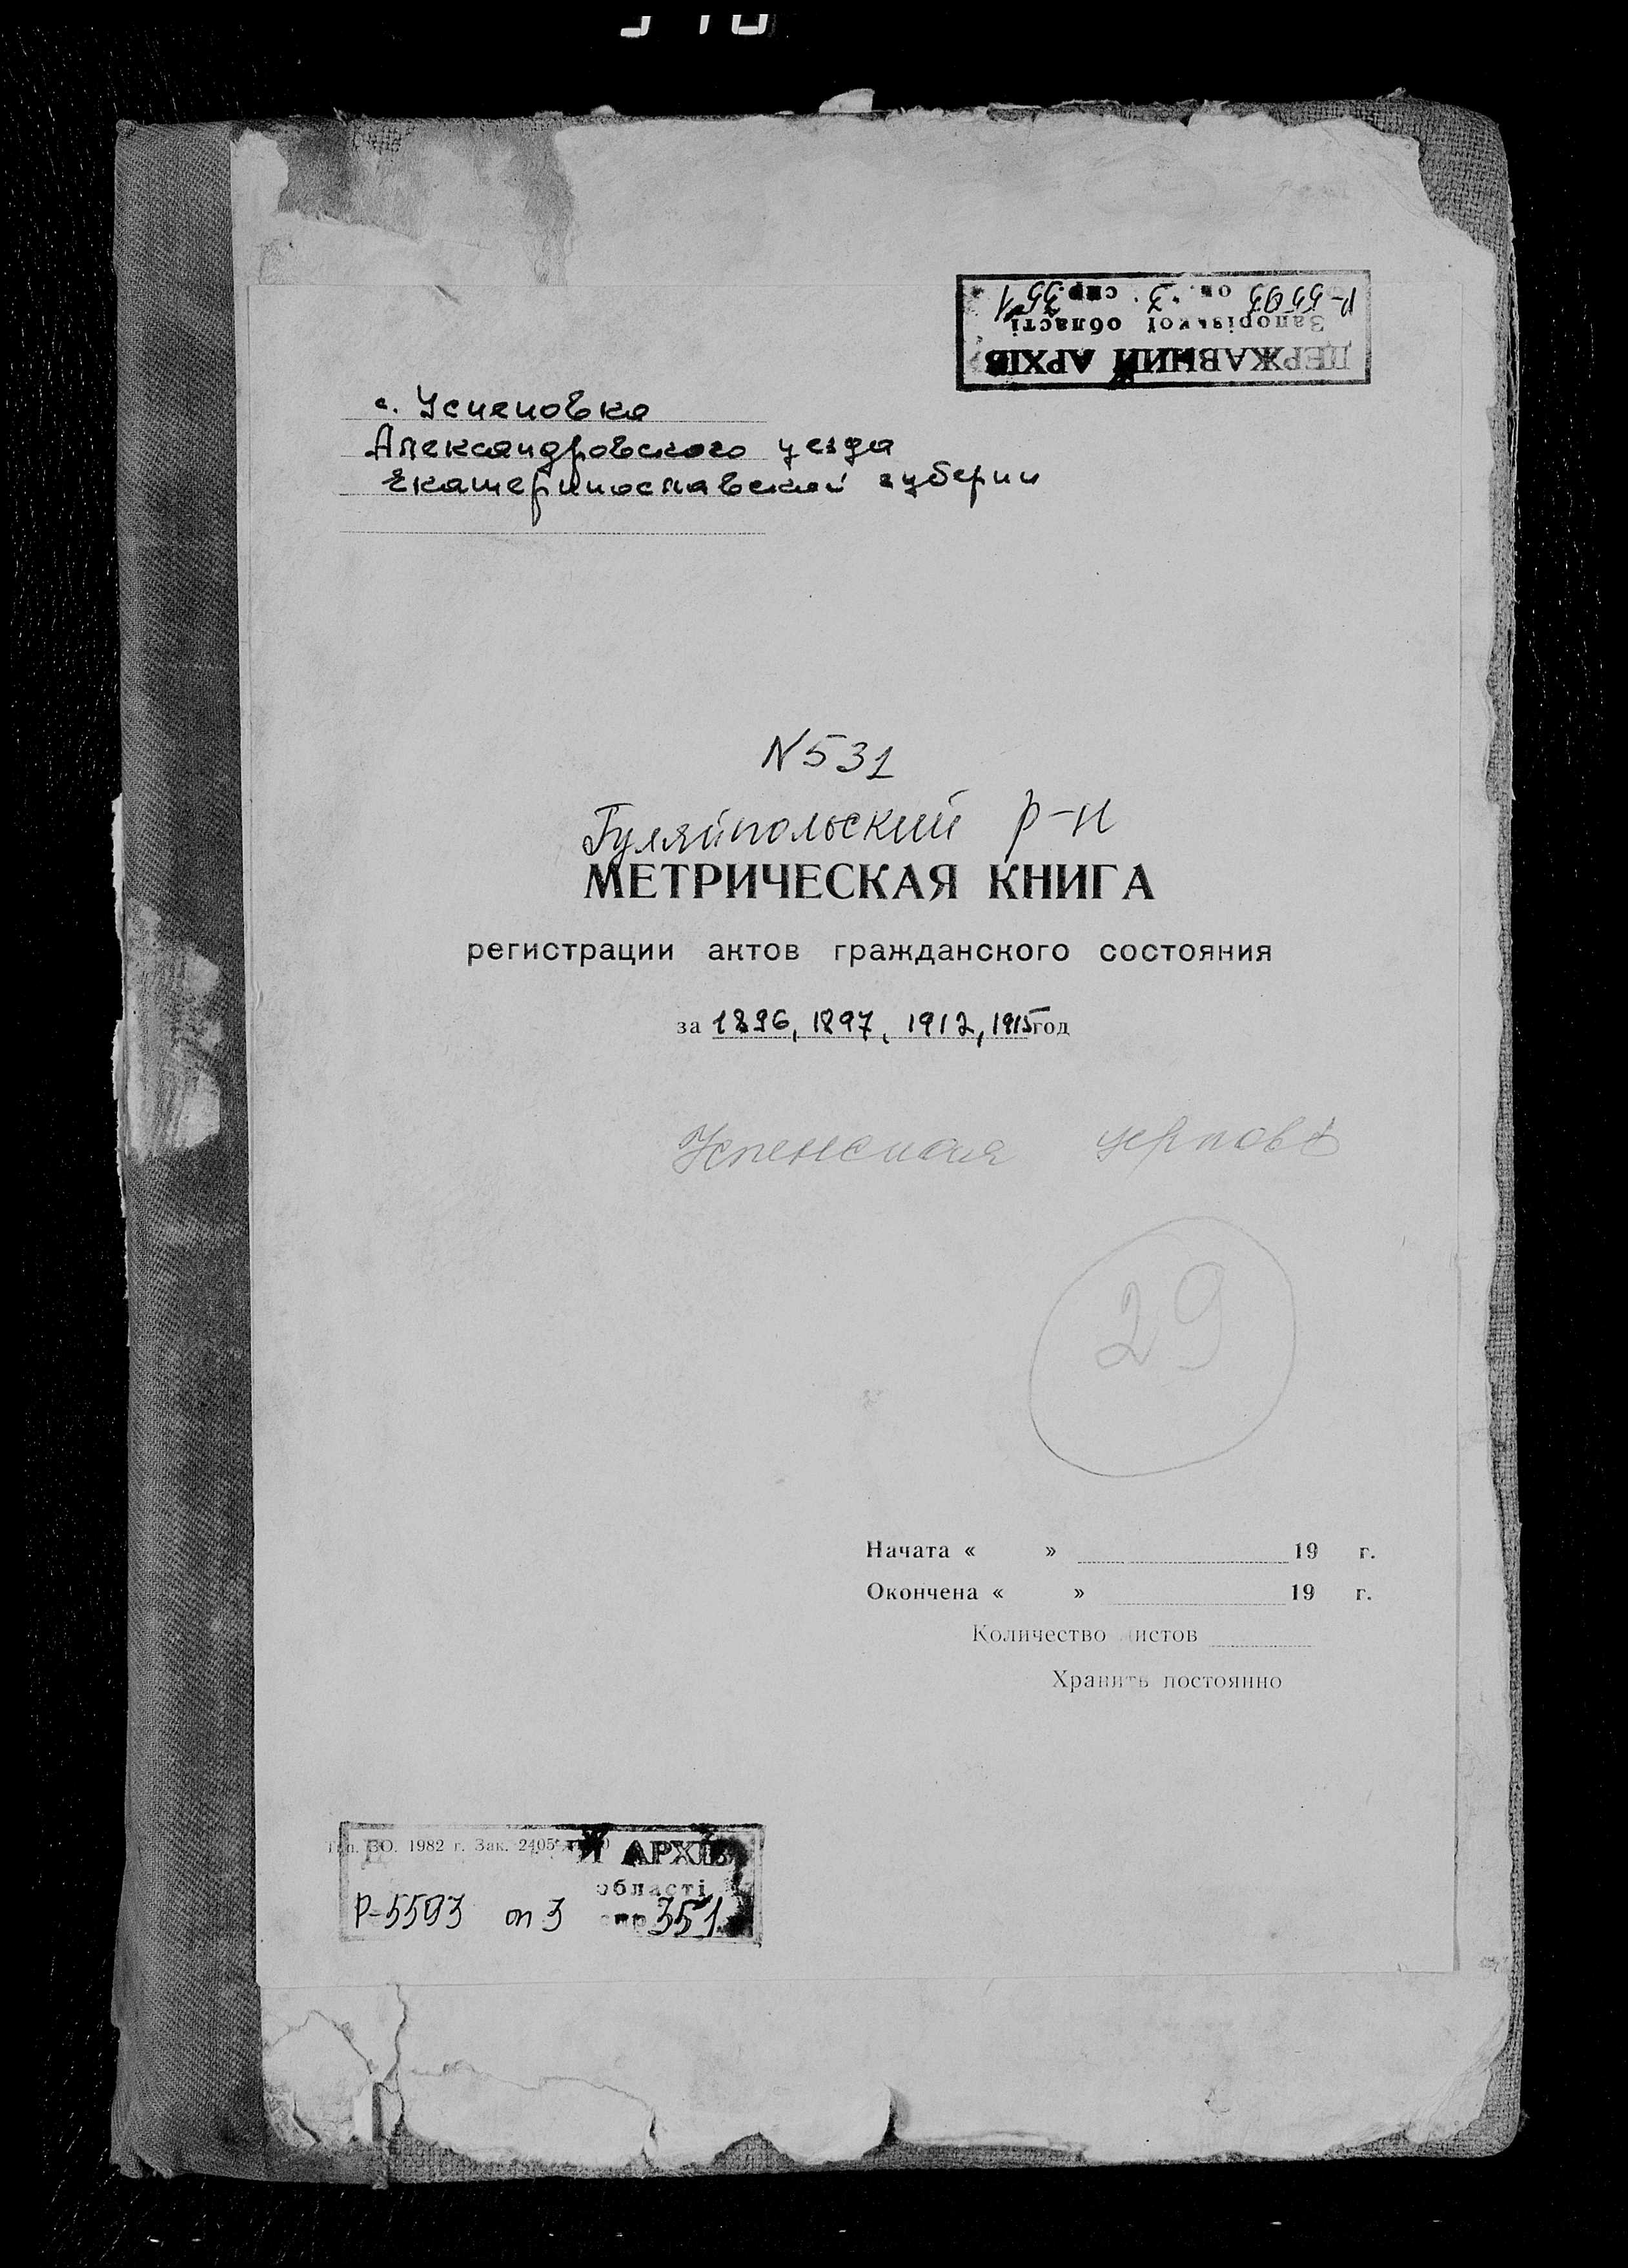 ДЕРЖАВНИЙ АРХІВ
Запорізької області
Р-5593 оп. 3. спр. 351
с. Успеновка
Александровского уезда
Екатеринославской губернии
N531
Гуляйпольский р-н
МЕТРИЧЕСКАЯ КНИГА
регистрации актов гражданского состояния
за 1896, 1897, 1912, 1915 год
Успенская церковь
29
Начата « » 19 г.
Окончена « » 19 г.
Количество листов
Хранить постоянно
Тип. ЗО. 1982 г. Зак. 2405
АРХІВ
області
Р-5593 оп 3 спр 351